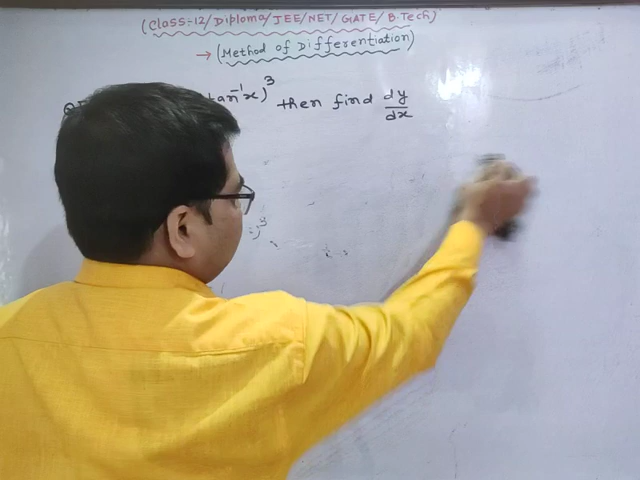 (Class:-12/Diploma/JEE/NET/GATE/B.Tech)
→ (Method of Differentiation)
tan⁻¹x)³ then find dy/dx